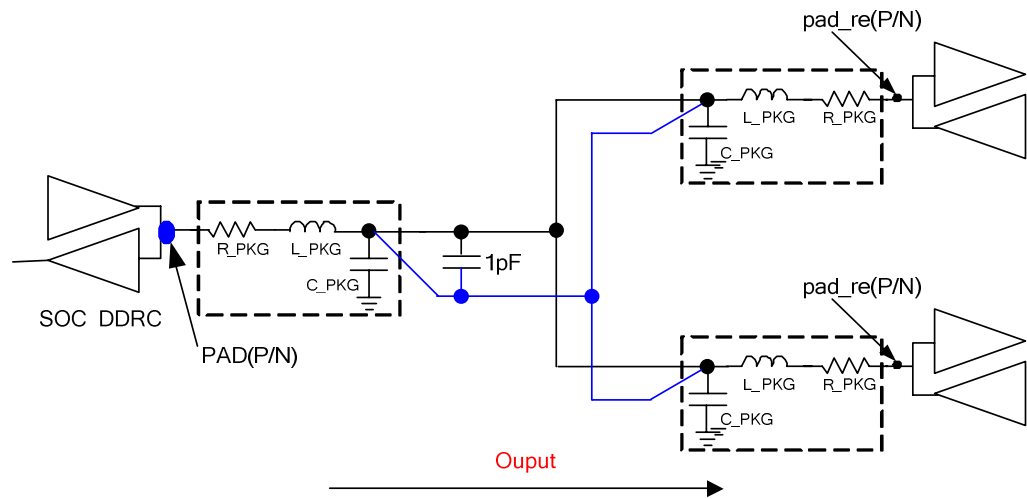 pad_re(P/N)
L_PKG
R_PKG
C_PKG
R_PKG
L_PKG
C_PKG
1pF
SOC DDRC
PAD(P/N)
pad_re(P/N)
L_PKG
R_PKG
C_PKG
Ouput